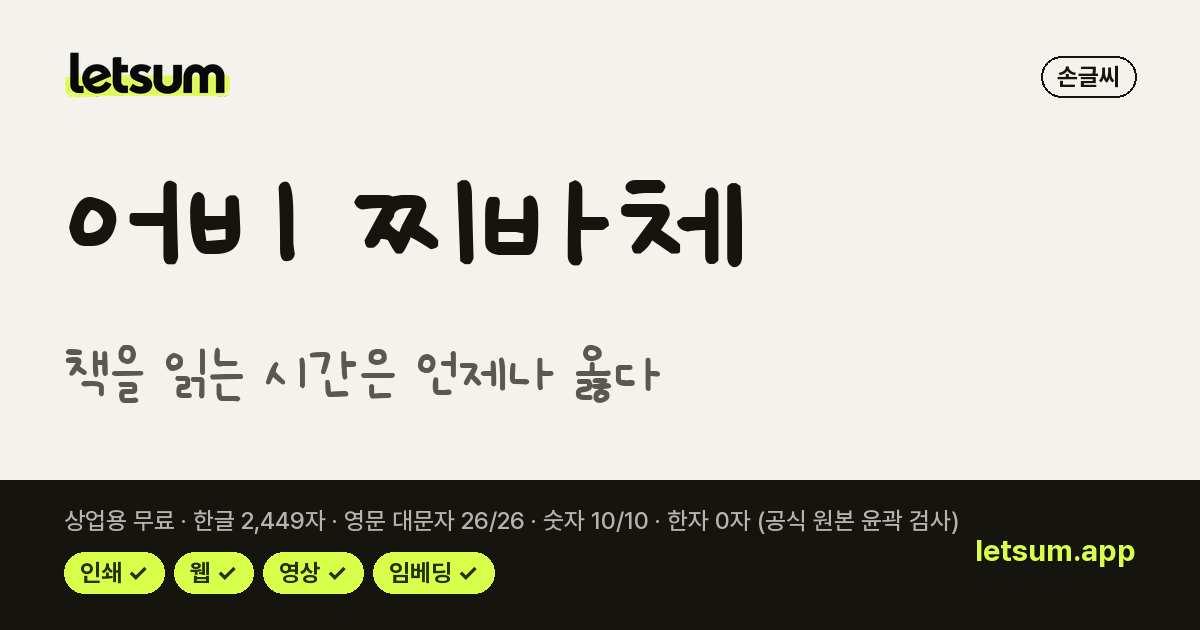 letsum
손글씨
어비 찌바체
책을 읽는 시간은 언제나 옳다
상업용 무료 · 한글 2,449자 · 영문 대문자 26/26 · 숫자 10/10 · 한자 0자 (공식 원본 윤곽 검사)
인쇄 ✓ 웹 ✓ 영상 ✓ 임베딩 ✓
letsum.app